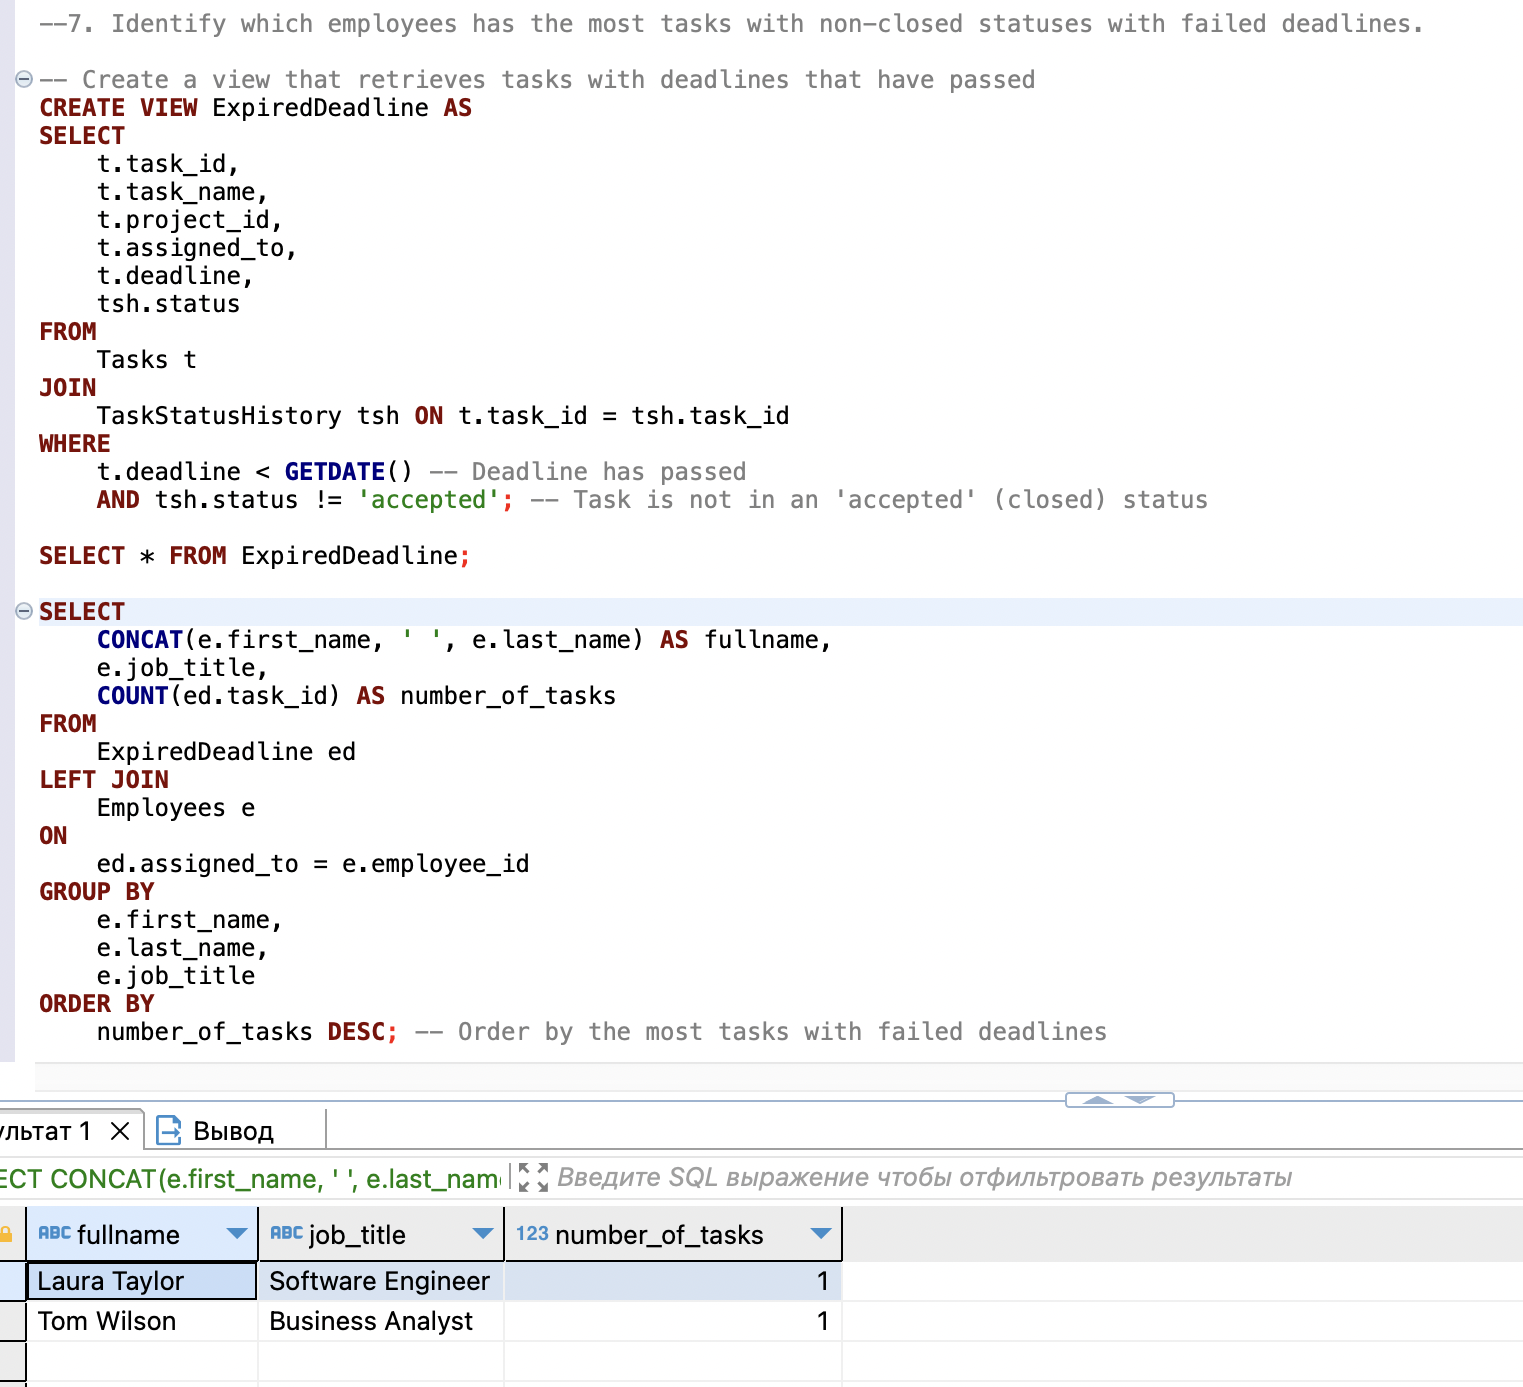 --7. Identify which employees has the most tasks with non-closed statuses with failed deadlines.
-- Create a view that retrieves tasks with deadlines that have passed
CREATE VIEW ExpiredDeadline AS
SELECT
t.task_id,
t.task_name,
t.project_id,
t.assigned_to,
t.deadline,
tsh.status
FROM
Tasks t
JOIN
TaskStatusHistory tsh ON t.task_id = tsh.task_id
WHERE
t.deadline < GETDATE() -- Deadline has passed
AND tsh.status != 'accepted'; -- Task is not in an 'accepted' (closed) status
SELECT * FROM ExpiredDeadline;
SELECT
CONCAT(e.first_name, ' ', e.last_name) AS fullname,
e.job_title,
COUNT(ed.task_id) AS number_of_tasks
FROM
ExpiredDeadline ed
LEFT JOIN
Employees e
ON
ed.assigned_to = e.employee_id
GROUP BY
e.first_name,
e.last_name,
e.job_title
ORDER BY
number_of_tasks DESC; -- Order by the most tasks with failed deadlines
ультат 1 Вывод
ECT CONCAT(e.first_name, ' ', e.last_nam Введите SQL выражение чтобы отфильтровать результаты
ABC fullname ABC job_title 123 number_of_tasks
Laura Taylor Software Engineer 1
Tom Wilson Business Analyst 1